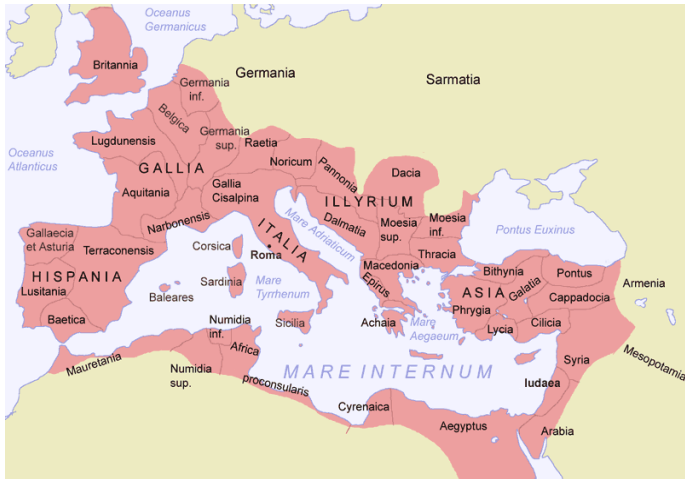 Oceanus
Germanicus
Britannia
Germania
Sarmatia
Germania
inf.
Belgica
Germania
sup.
Lugdunensis
Raetia
Oceanus
Atlanticus
Noricum
Pannonia
GALLIA
Dacia
Aquitania
Gallia
Cisalpina
ILLYRIUM
Narbonensis
ITALIA
Mare Adriaticum
Dalmatia
Moesia
sup.
Moesia
inf.
Pontus Euxinus
Gallaecia
et Asturia
Terraconensis
Corsica
Roma
Thracia
Macedonia
Epirus
HISPANIA
Lusitania
Baetica
Baleares
Sardinia
Mare
Tyrrhenum
Bithynia
Galatia
Pontus
Armenia
ASIA
Phrygia
Cappadocia
Lycia
Cilicia
Sicilia
Achaia
Mare
Aegaeum
Numidia
inf.
Africa
Mauretania
Numidia
sup.
proconsularis
MARE INTERNUM
Syria
Mesopotamia
Iudaea
Cyrenaica
Aegyptus
Arabia